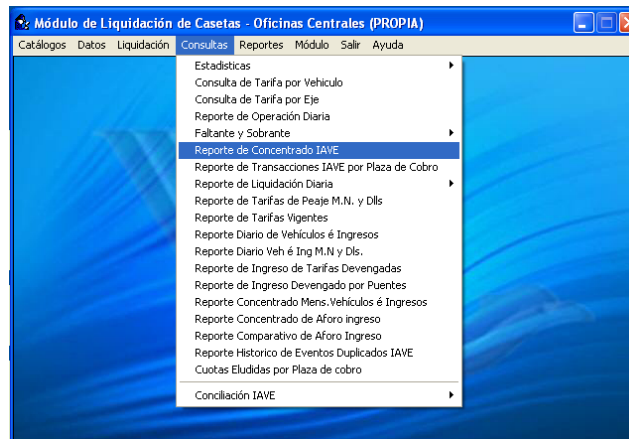 Módulo de Liquidación de Casetas - Oficinas Centrales (PROPIA)
Catálogos Datos Liquidación Consultas Reportes Módulo Salir Ayuda
Estadisticas
Consulta de Tarifa por Vehiculo
Consulta de Tarifa por Eje
Reporte de Operación Diaria
Faltante y Sobrante
Reporte de Concentrado IAVE
Reporte de Transacciones IAVE por Plaza de Cobro
Reporte de Liquidación Diaria
Reporte de Tarifas de Peaje M.N. y Dlls
Reporte de Tarifas Vigentes
Reporte Diario de Vehículos é Ingresos
Reporte Diario Veh é Ing M.N y Dls.
Reporte de Ingreso de Tarifas Devengadas
Reporte de Ingreso Devengado por Puentes
Reporte Concentrado Mens.Vehículos é Ingresos
Reporte Concentrado de Aforo ingreso
Reporte Comparativo de Aforo Ingreso
Reporte Historico de Eventos Duplicados IAVE
Cuotas Eludidas por Plaza de cobro
Conciliación IAVE